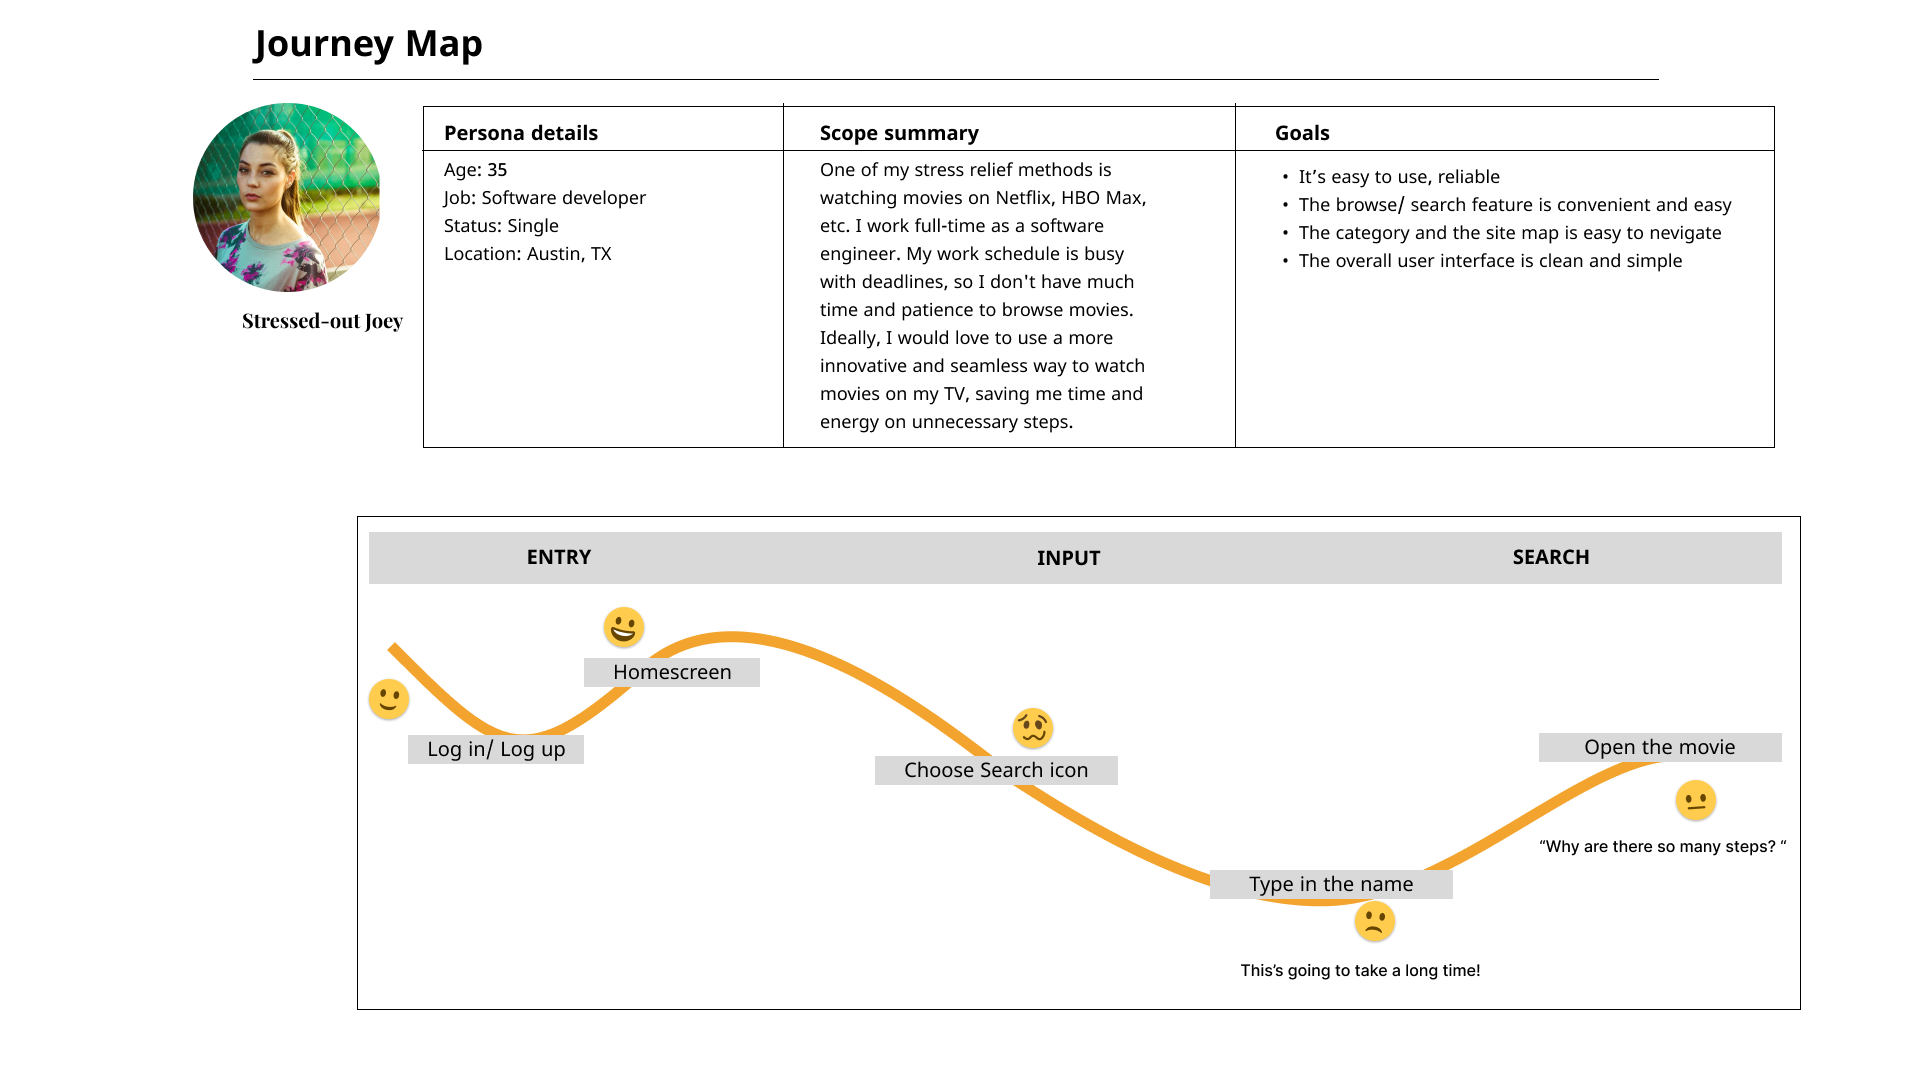 Journey Map
Stressed-out Joey
Persona details
Age: 35
Job: Software developer
Status: Single
Location: Austin, TX
Scope summary
One of my stress relief methods is
watching movies on Netflix, HBO Max,
etc. I work full-time as a software
engineer. My work schedule is busy
with deadlines, so I don't have much
time and patience to browse movies.
Ideally, I would love to use a more
innovative and seamless way to watch
movies on my TV, saving me time and
energy on unnecessary steps.
Goals
• It’s easy to use, reliable
• The browse/ search feature is convenient and easy
• The category and the site map is easy to nevigate
• The overall user interface is clean and simple
ENTRY
INPUT
SEARCH
Log in/ Log up
Homescreen
Choose Search icon
Type in the name
This’s going to take a long time!
Open the movie
“Why are there so many steps? “